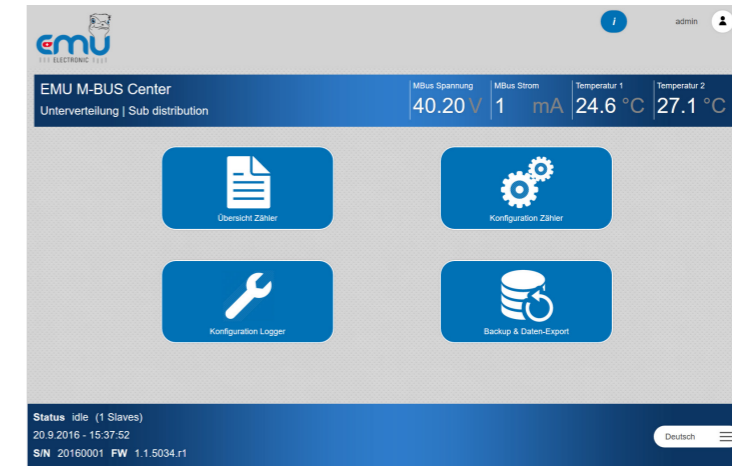 emu
ELECTRONIC
i
admin
EMU M-BUS Center
Unterverteilung | Sub distribution
MBus Spannung
40.20 V
MBus Strom
1 mA
Temperatur 1
24.6 °C
Temperatur 2
27.1 °C
Übersicht Zähler
Konfiguration Zähler
Konfiguration Logger
Backup & Daten-Export
Status idle (1 Slaves)
20.9.2016 - 15:37:52
S/N 20160001 FW 1.1.5034.r1
Deutsch